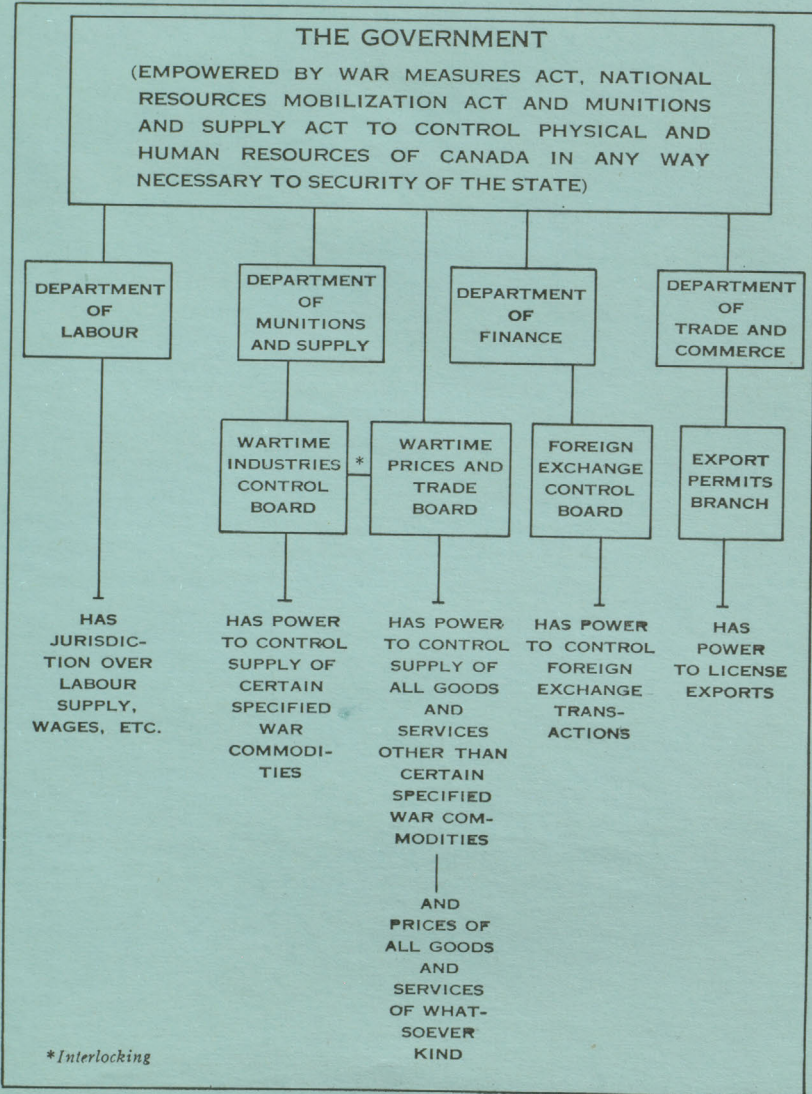 THE GOVERNMENT
(EMPOWERED BY WAR MEASURES ACT, NATIONAL
RESOURCES MOBILIZATION ACT AND MUNITIONS
AND SUPPLY ACT TO CONTROL PHYSICAL AND
HUMAN RESOURCES OF CANADA IN ANY WAY
NECESSARY TO SECURITY OF THE STATE)
DEPARTMENT
OF
LABOUR
DEPARTMENT
OF
MUNITIONS
AND SUPPLY
DEPARTMENT
OF
FINANCE
DEPARTMENT
OF
TRADE AND
COMMERCE
WARTIME
INDUSTRIES
CONTROL
BOARD
*
WARTIME
PRICES AND
TRADE
BOARD
FOREIGN
EXCHANGE
CONTROL
BOARD
EXPORT
PERMITS
BRANCH
HAS
JURISDIC-
TION OVER
LABOUR
SUPPLY,
WAGES, ETC.
HAS POWER
TO CONTROL
SUPPLY OF
CERTAIN
SPECIFIED
WAR
COMMODI-
TIES
HAS POWER
TO CONTROL
SUPPLY OF
ALL GOODS
AND
SERVICES
OTHER THAN
CERTAIN
SPECIFIED
WAR COM-
MODITIES
AND
PRICES OF
ALL GOODS
AND
SERVICES
OF WHAT-
SOEVER
KIND
HAS POWER
TO CONTROL
FOREIGN
EXCHANGE
TRANS-
ACTIONS
HAS
POWER
TO LICENSE
EXPORTS
*Interlocking